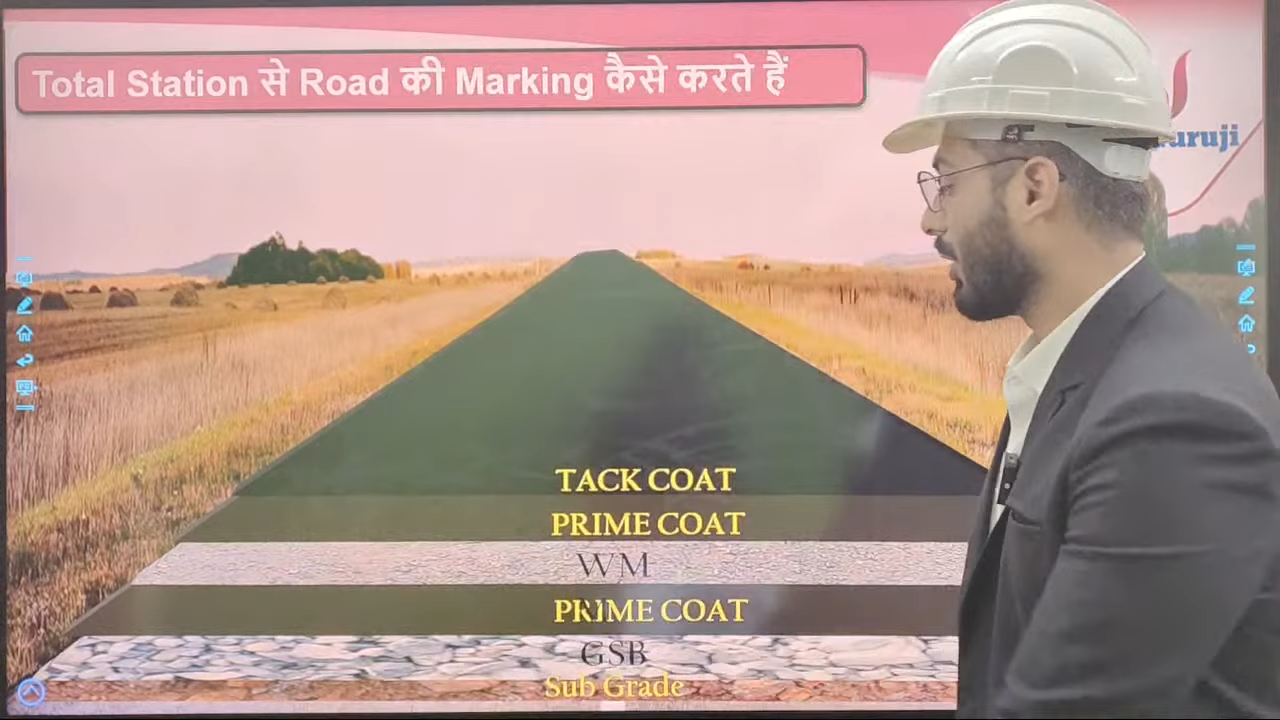 Total Station से Road की Marking कैसे करते हैं
TACK COAT
PRIME COAT
WM
PRIME COAT
GSB
Sub Grade